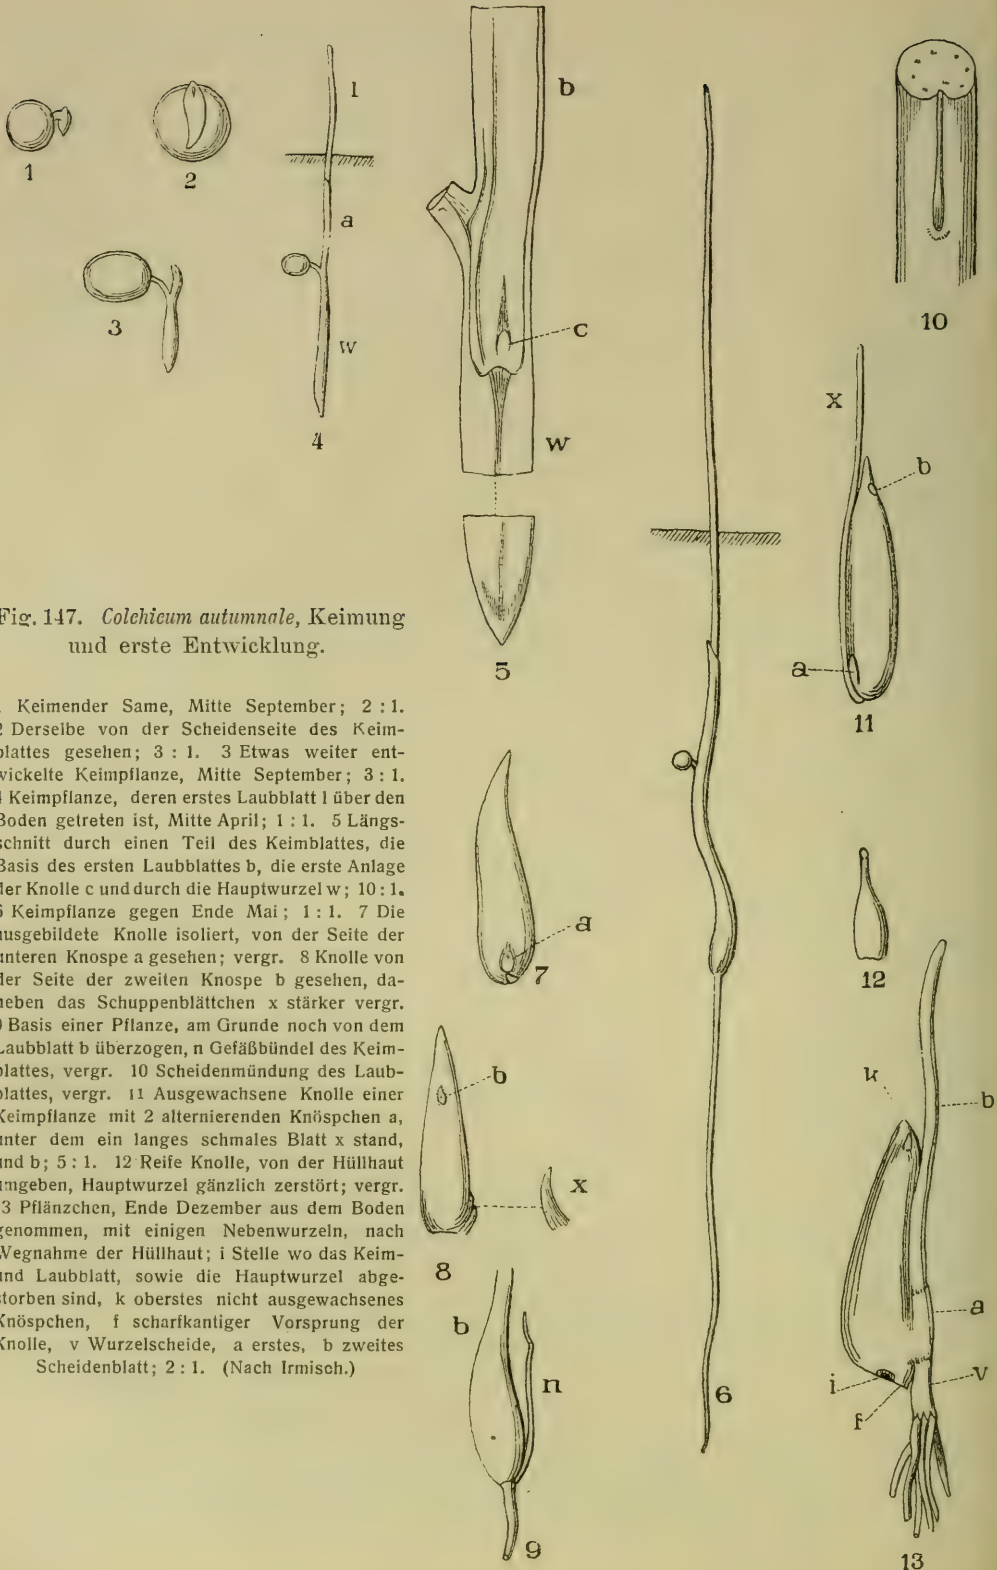 1
2
3
l
a
w
4
b
c
w
5
6
10
x
b
a
11
12
a
7
b
x
8
b
n
9
k
b
a
i
f
v
13
Fig. 147. Colchicum autumnale, Keimung
und erste Entwicklung.
Keimender Same, Mitte September; 2 : 1.
2 Derselbe von der Scheidenseite des Keim-
blattes gesehen; 3 : 1. 3 Etwas weiter ent-
wickelte Keimpflanze, Mitte September; 3 : 1.
4 Keimpflanze, deren erstes Laubblatt l über den
Boden getreten ist, Mitte April; 1 : 1. 5 Längs-
schnitt durch einen Teil des Keimblattes, die
Basis des ersten Laubblattes b, die erste Anlage
der Knolle c und durch die Hauptwurzel w; 10 : 1.
6 Keimpflanze gegen Ende Mai; 1 : 1. 7 Die
ausgebildete Knolle isoliert, von der Seite der
unteren Knospe a gesehen; vergr. 8 Knolle von
der Seite der zweiten Knospe b gesehen, da-
neben das Schuppenblättchen x stärker vergr.
9 Basis einer Pflanze, am Grunde noch von dem
Laubblatt b überzogen, n Gefäßbündel des Keim-
blattes, vergr. 10 Scheidenmündung des Laub-
blattes, vergr. 11 Ausgewachsene Knolle einer
Keimpflanze mit 2 alternierenden Knöspchen a,
unter dem ein langes schmales Blatt x stand,
und b; 5 : 1. 12 Reife Knolle, von der Hüllhaut
umgeben, Hauptwurzel gänzlich zerstört; vergr.
13 Pflänzchen, Ende Dezember aus dem Boden
genommen, mit einigen Nebenwurzeln, nach
Wegnahme der Hüllhaut; i Stelle wo das Keim-
und Laubblatt, sowie die Hauptwurzel abge-
storben sind, k oberstes nicht ausgewachsenes
Knöspchen, f scharfkantiger Vorsprung der
Knolle, v Wurzelscheide, a erstes, b zweites
Scheidenblatt; 2 : 1. (Nach Irmisch.)